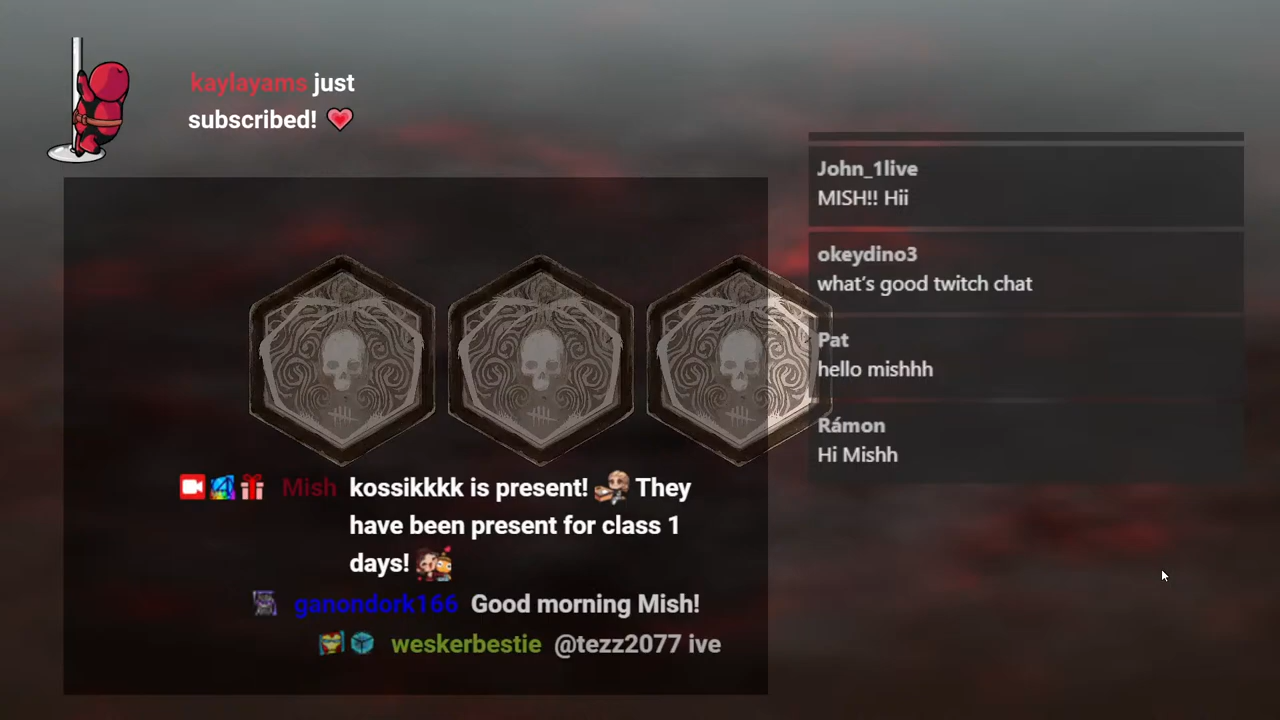 kaylayams just
subscribed!
John_1live
MISH!! Hii
okeydino3
what's good twitch chat
Pat
hello mishhh
Rámon
Hi Mishh
Mish kossikkkk is present! They
have been present for class 1
days!
ganondork166 Good morning Mish!
weskerbestie @tezz2077 ive